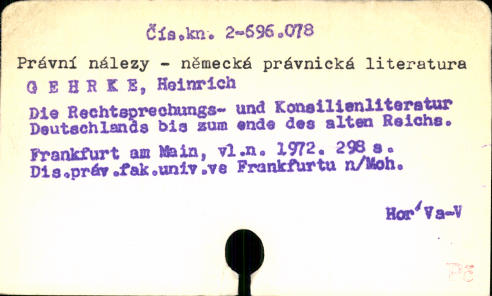 Čís.kn. 2-696.078
Právní nálezy - německá právnická literatura
G E H R K E, Heinrich
Die Rechtsprechungs- und Konsilienliteratur
Deutschlands bis zum ende des alten Reichs.
Frankfurt am Main, vl.n. 1972. 298 s.
Dis.práv.fak.univ.ve Frankfurtu n/Moh.
Hor´Va-V